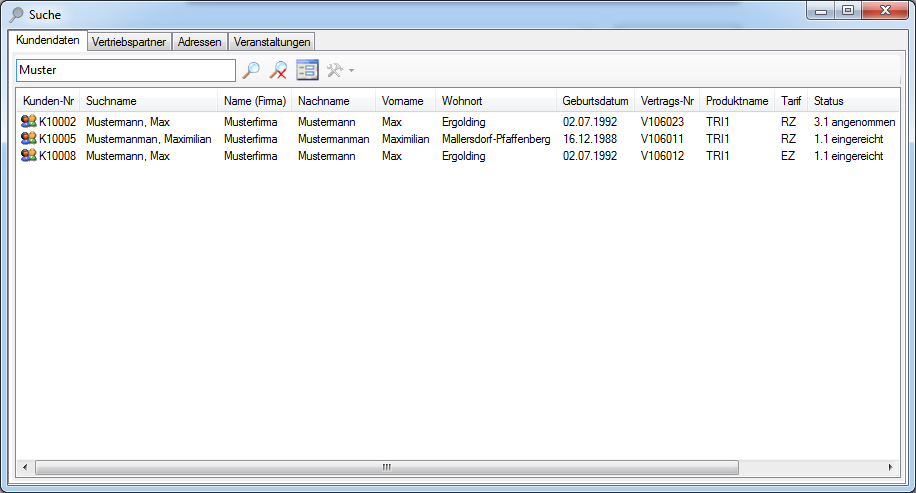 Suche
Kundendaten Vertriebspartner Adressen Veranstaltungen
Muster
Kunden-Nr Suchname Name (Firma) Nachname Vorname Wohnort Geburtsdatum Vertrags-Nr Produktname Tarif Status
K10002 Mustermann, Max Musterfirma Mustermann Max Ergolding 02.07.1992 V106023 TRI1 RZ 3.1 angenommen
K10005 Mustermanman, Maximilian Musterfirma Mustermanman Maximilian Mallersdorf-Pfaffenberg 16.12.1988 V106011 TRI1 RZ 1.1 eingereicht
K10008 Mustermann, Max Musterfirma Mustermann Max Ergolding 02.07.1992 V106012 TRI1 EZ 1.1 eingereicht